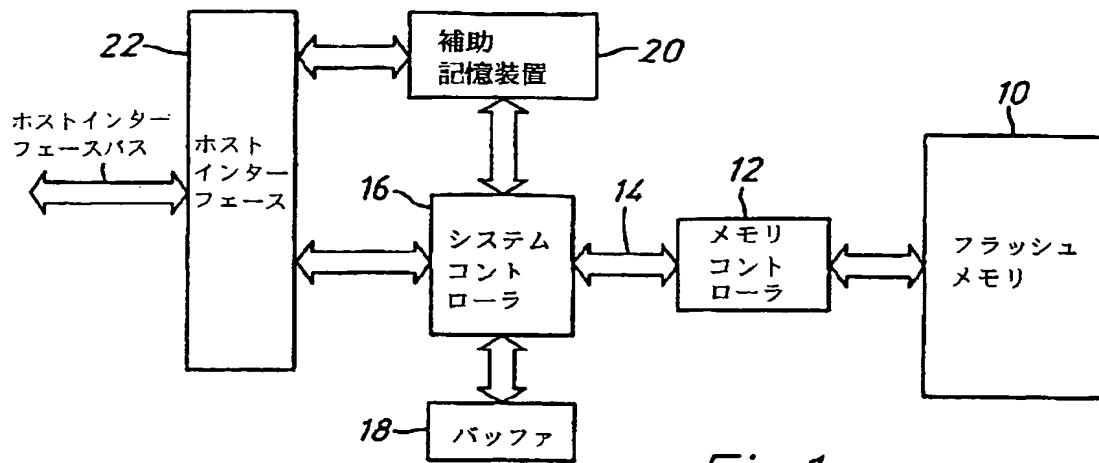 22
補助
記憶装置
20
10
ホストインター
フェースバス
ホスト
インター
フェース
16
システム
コント
ローラ
14
12
メモリ
コント
ローラ
フラッシュ
メモリ
18
バッファ